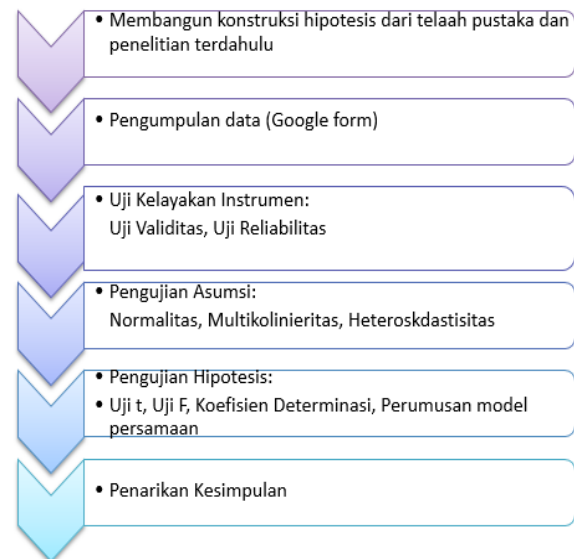 • Membangun konstruksi hipotesis dari telaah pustaka dan
penelitian terdahulu
• Pengumpulan data (Google form)
• Uji Kelayakan Instrumen:
Uji Validitas, Uji Reliabilitas
• Pengujian Asumsi:
Normalitas, Multikolinieritas, Heteroskdastisitas
• Pengujian Hipotesis:
• Uji t, Uji F, Koefisien Determinasi, Perumusan model
persamaan
• Penarikan Kesimpulan